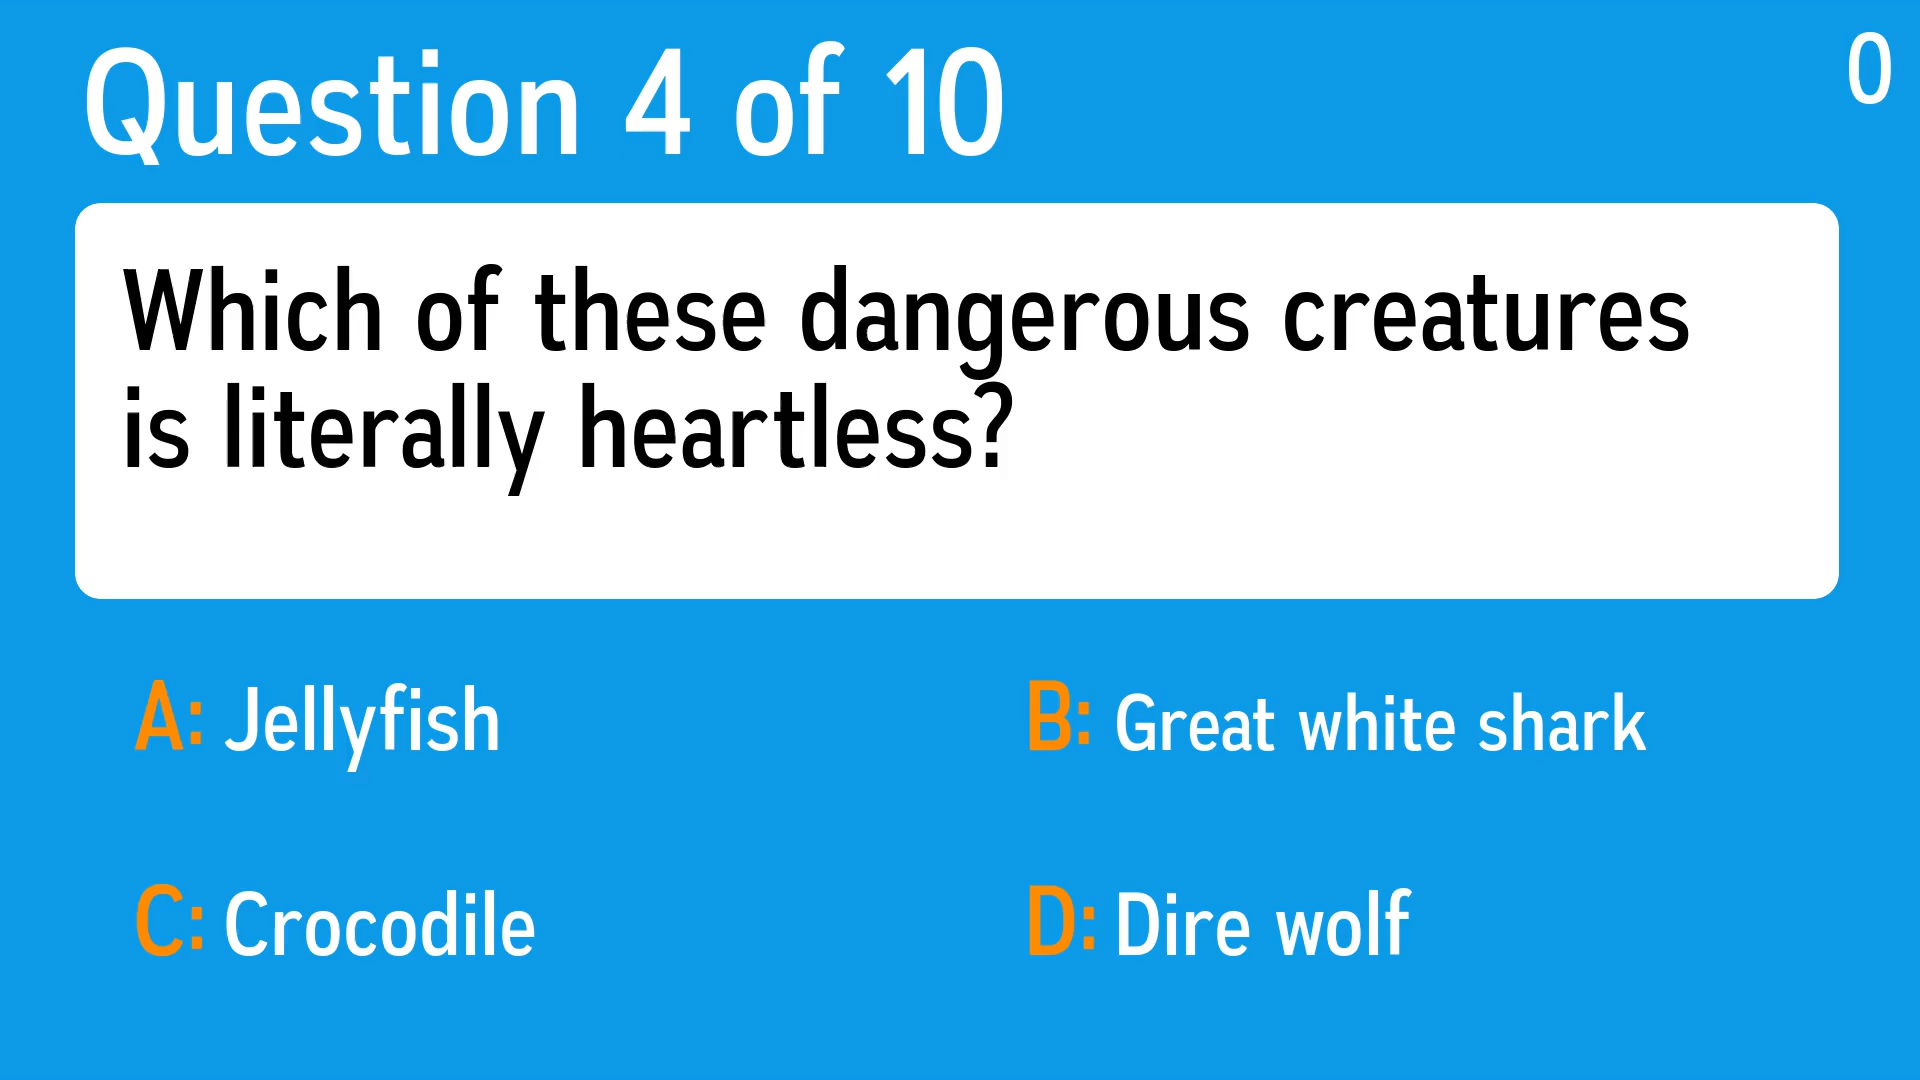 Question 4 of 10
0
Which of these dangerous creatures
is literally heartless?
A: Jellyfish
B: Great white shark
C: Crocodile
D: Dire wolf